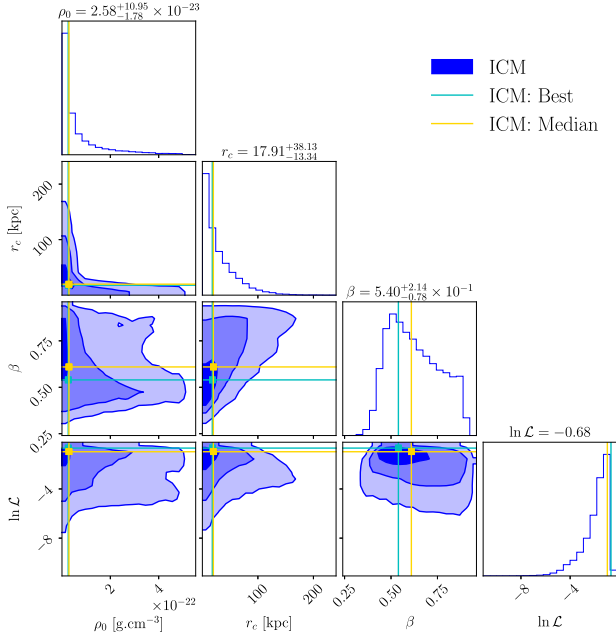 ρ₀ = 2.58⁺¹⁰·⁹⁵₋₁.₇₈ × 10⁻²³
ICM
ICM: Best
ICM: Median
r_c = 17.91⁺³⁸·¹³₋₁₃.₃₄
200
100
r_c [kpc]
β = 5.40⁺²·¹⁴₋₀.₇₈ × 10⁻¹
0.75
0.50
0.25
β
ln ℒ = −0.68
−4
−8
ln ℒ
2
4
×10⁻²²
ρ₀ [g.cm⁻³]
100
200
r_c [kpc]
0.25
0.50
0.75
β
−8
−4
ln ℒ